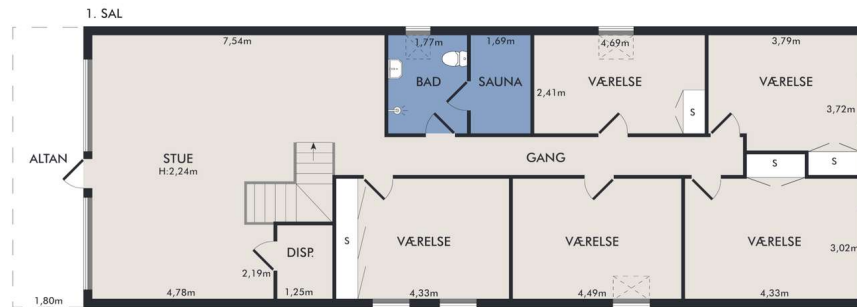 1. SAL
7,54m
1,77m
1,69m
4,69m
3,79m
BAD
SAUNA
VÆRELSE
VÆRELSE
2,41m
3,72m
S
ALTAN
STUE
H:2,24m
GANG
S
S
S
VÆRELSE
VÆRELSE
VÆRELSE
DISP.
3,02m
2,19m
1,80m
4,78m
1,25m
4,33m
4,49m
4,33m